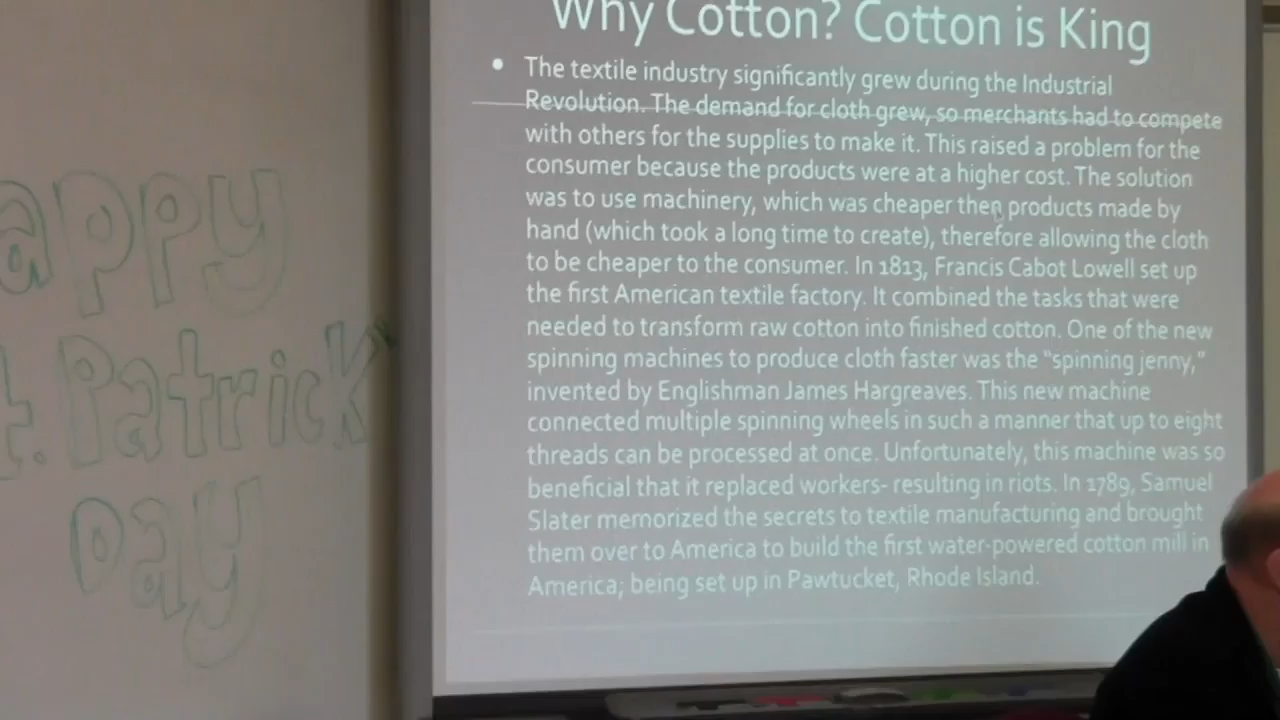 appy
t. Patrick's
Day
Why Cotton? Cotton is King
• The textile industry significantly grew during the Industrial
Revolution. The demand for cloth grew, so merchants had to compete
with others for the supplies to make it. This raised a problem for the
consumer because the products were at a higher cost. The solution
was to use machinery, which was cheaper then products made by
hand (which took a long time to create), therefore allowing the cloth
to be cheaper to the consumer. In 1813, Francis Cabot Lowell set up
the first American textile factory. It combined the tasks that were
needed to transform raw cotton into finished cotton. One of the new
spinning machines to produce cloth faster was the "spinning jenny,"
invented by Englishman James Hargreaves. This new machine
connected multiple spinning wheels in such a manner that up to eight
threads can be processed at once. Unfortunately, this machine was so
beneficial that it replaced workers- resulting in riots. In 1789, Samuel
Slater memorized the secrets to textile manufacturing and brought
them over to America to build the first water-powered cotton mill in
America; being set up in Pawtucket, Rhode Island.